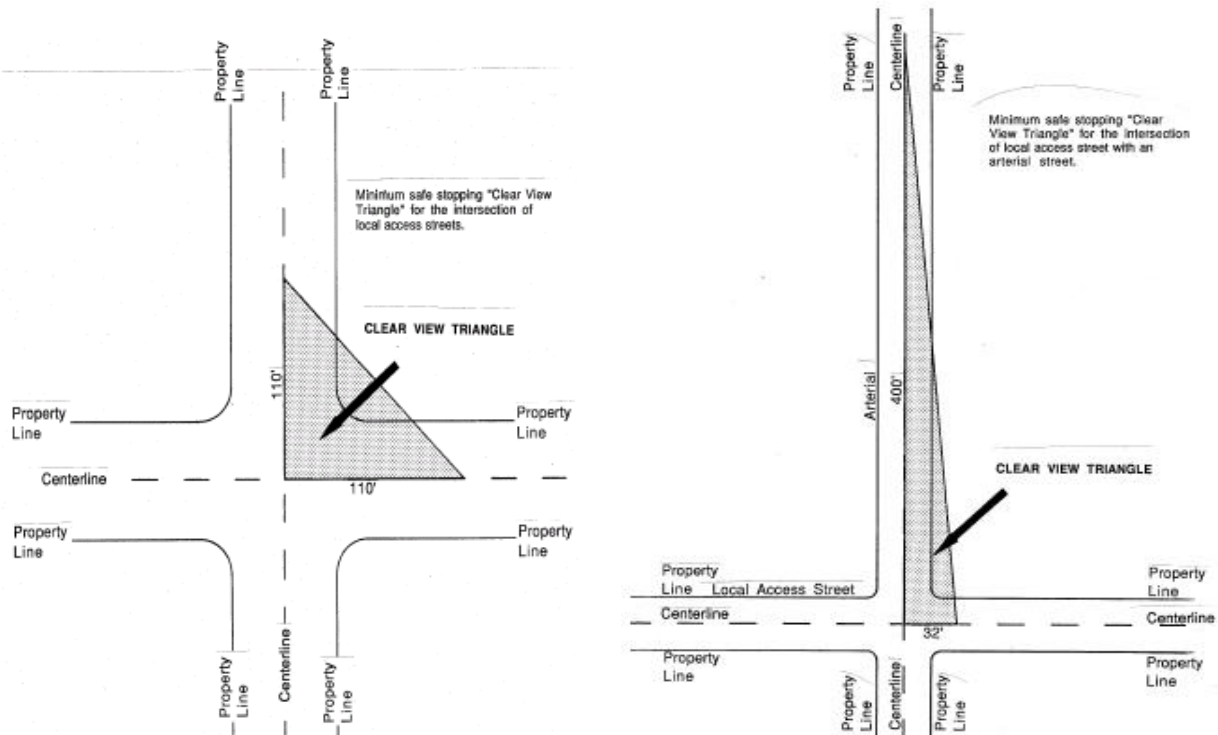 Property
Line
Property
Line
Minimum safe stopping "Clear View
Triangle" for the intersection of
local access streets.
CLEAR VIEW TRIANGLE
110'
Property
Line
Property
Line
Centerline
110'
Property
Line
Property
Line
Property
Line
Centerline
Property
Line
Property
Line
Centerline
Property
Line
Minimum safe stopping "Clear
View Triangle" for the intersection
of local access street with an
arterial street.
Arterial
400'
CLEAR VIEW TRIANGLE
Property
Line
Local Access Street
Property
Line
Centerline
Centerline
32'
Property
Line
Property
Line
Property
Line
Centerline
Property
Line